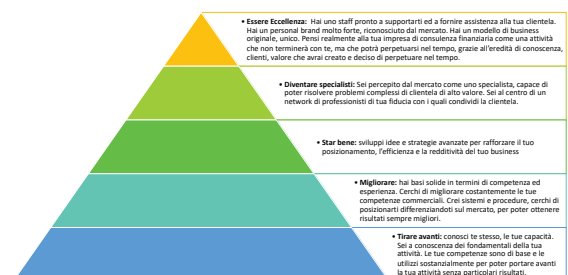 • Essere Eccellenza: Hai uno staff pronto a supportarti ed a fornire assistenza alla tua clientela.
Hai un personal brand molto forte, riconosciuto dal mercato. Hai un modello di business
originale, unico. Pensi realmente alla tua impresa di consulenza finanziaria come una attività
che non terminerà con te, ma che potrà perpetuarsi nel tempo, grazie all'eredità di conoscenza,
clienti, valore che avrai creato e deciso di perpetuare nel tempo.
• Diventare specialisti: Sei percepito dal mercato come uno specialista, capace di
poter risolvere problemi complessi di clientela di alto valore. Sei al centro di un
network di professionisti di tua fiducia con i quali condividi la clientela.
• Star bene: sviluppi idee e strategie avanzate per rafforzare il tuo
posizionamento, l'efficienza e la redditività del tuo business
• Migliorare: hai basi solide in termini di competenza ed
esperienza. Cerchi di migliorare costantemente le tue
competenze commerciali. Crei sistemi e procedure, cerchi di
posizionarti differenziandoti sul mercato, per poter ottenere
risultati sempre migliori.
• Tirare avanti: conosci te stesso, le tue capacità.
Sei a conoscenza dei fondamentali della tua
attività. Le tue competenze sono di base e le
utilizzi sostanzialmente per poter portare avanti
la tua attività senza particolari risultati.